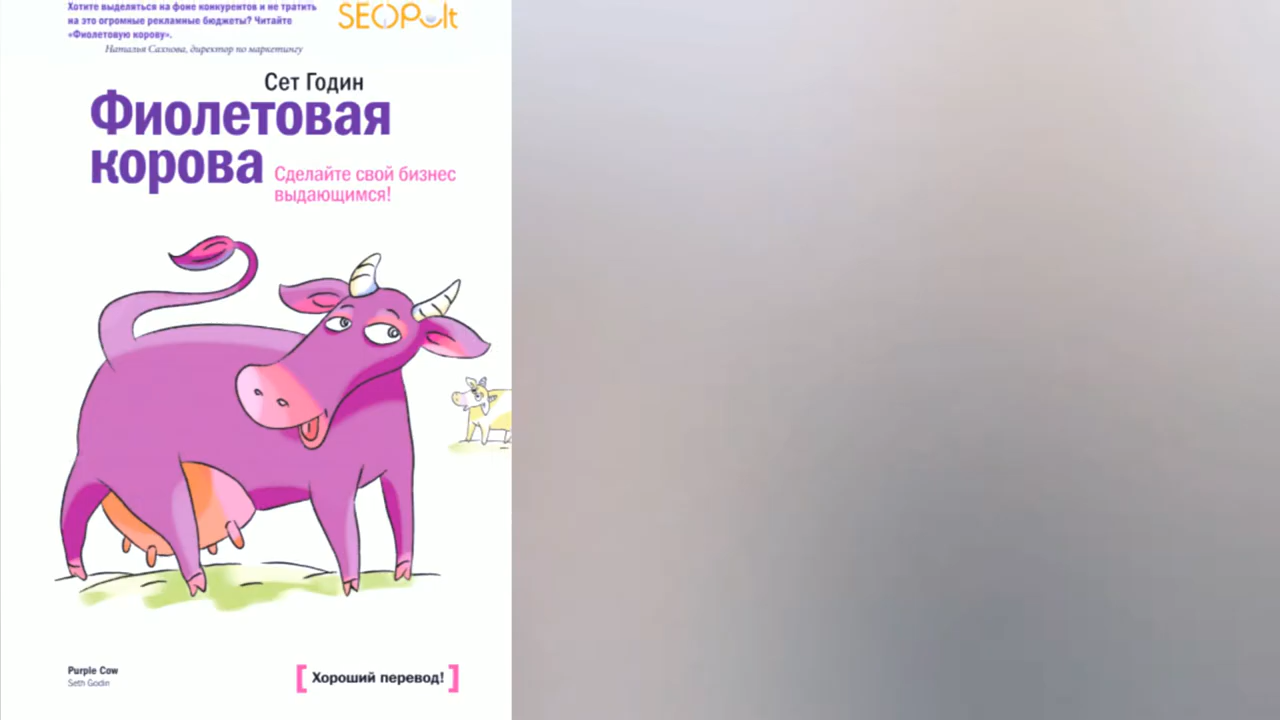 Хотите выделяться на фоне конкурентов и не тратить
на это огромные рекламные бюджеты? Читайте
«Фиолетовую корову».
Наталья Сахнова, директор по маркетингу
SEOPult
Сет Годин
Фиолетовая
корова
Сделайте свой бизнес
выдающимся!
Purple Cow
Seth Godin
[ Хороший перевод! ]